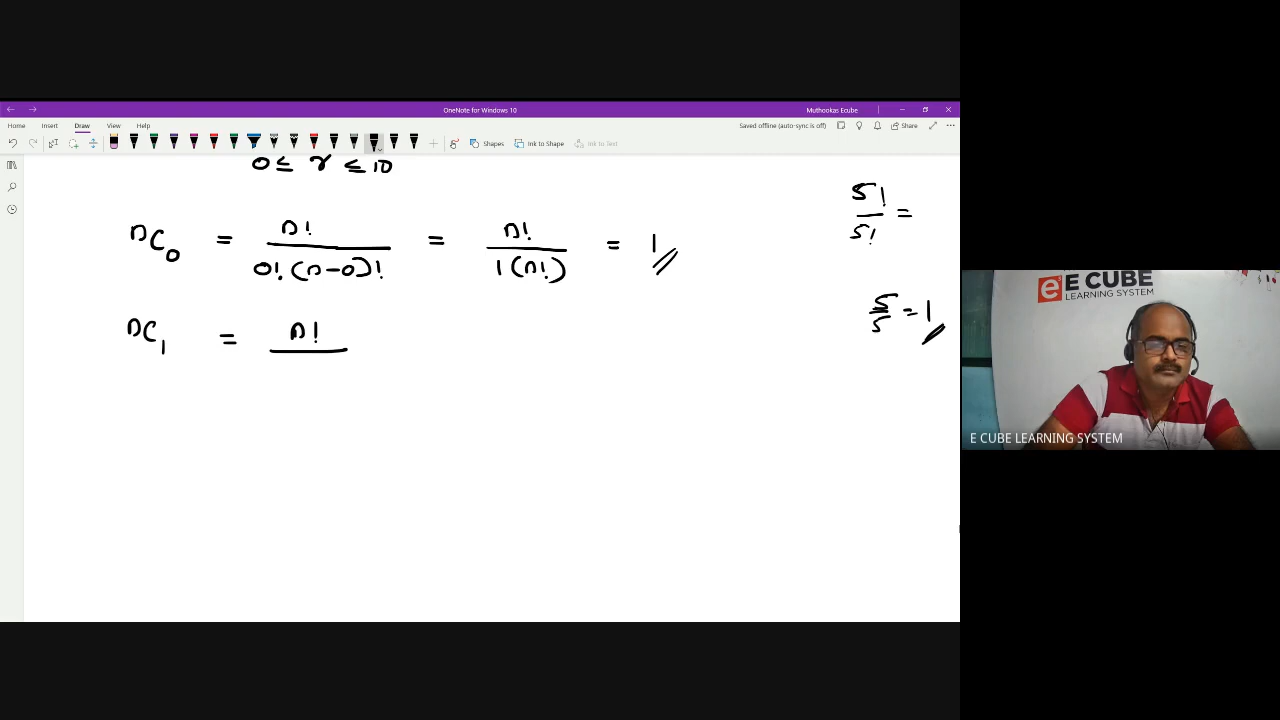 OneNote for Windows 10
Muthookas Ecube
Home Insert Draw View Help
Saved offline (auto-sync is off) Share
Shapes Ink to Shape Ink to Text
0 ≤ r ≤ 10
nC₀ = n!/0!(n-0)! = n!/1(n!) = 1
5!/5! =
5/5 = 1
nC₁ = n!
e³ E CUBE
LEARNING SYSTEM
E CUBE LEARNING SYSTEM